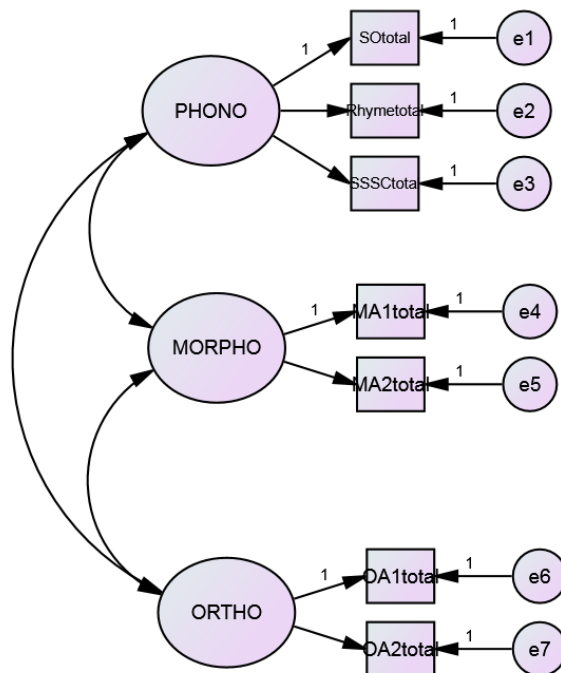 1 SOtotal 1 e1
PHONO Rhymetotal 1 e2
SSSCtotal 1 e3
1 MA1total 1 e4
MORPHO MA2total 1 e5
1 OA1total 1 e6
ORTHO OA2total 1 e7